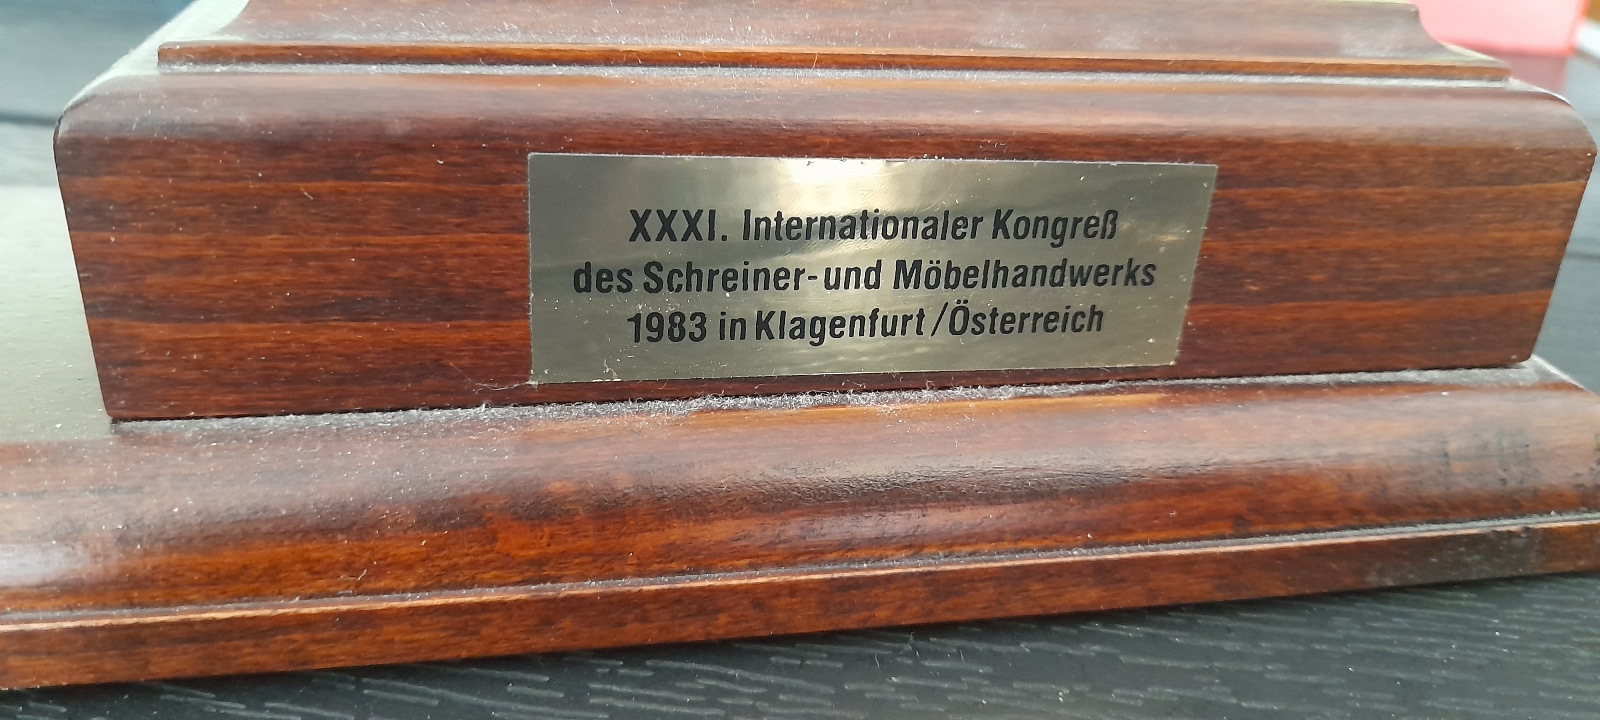 XXXI. Internationaler Kongreß
des Schreiner- und Möbelhandwerks
1983 in Klagenfurt/Österreich